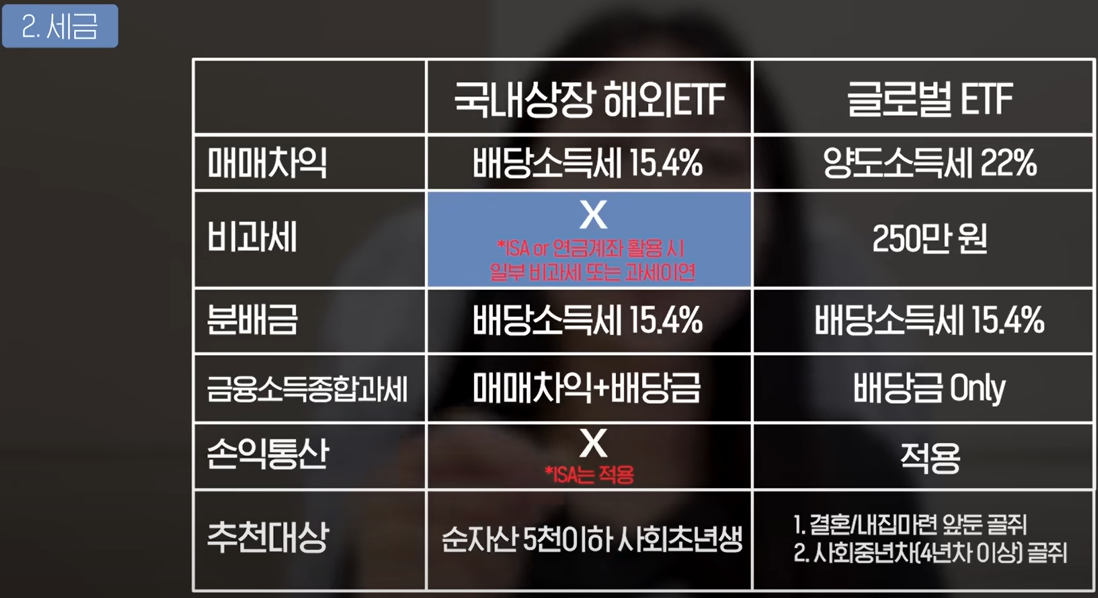 2. 세금
국내상장 해외ETF 글로벌 ETF
매매차익 배당소득세 15.4% 양도소득세 22%
비과세 X 250만 원
*ISA or 연금계좌 활용 시
일부 비과세 또는 과세이연
분배금 배당소득세 15.4% 배당소득세 15.4%
금융소득종합과세 매매차익+배당금 배당금 Only
손익통산 X 적용
*ISA는 적용
추천대상 순자산 5천이하 사회초년생 1. 결혼/내집마련 앞둔 골쥐
2. 사회중년차(4년차 이상) 골쥐